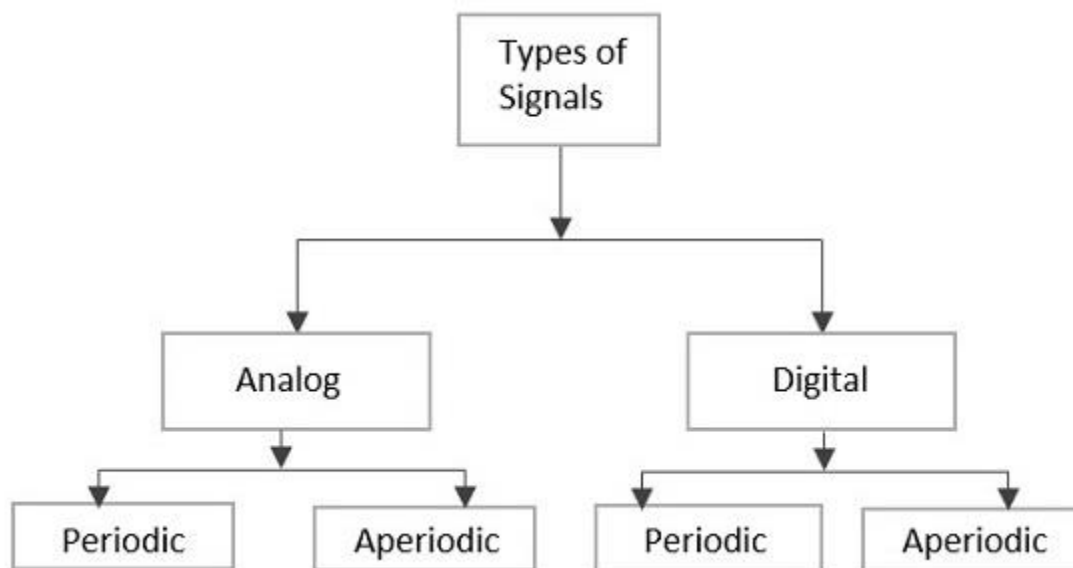 Types of
Signals
Analog
Digital
Periodic
Aperiodic
Periodic
Aperiodic